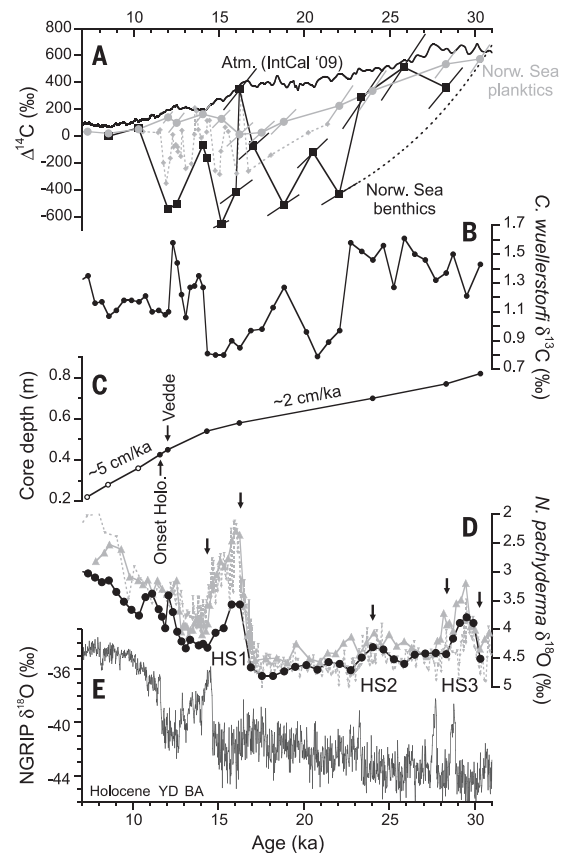 10 15 20 25 30
A
800
600
400
200
0
-200
-400
-600
Δ¹⁴C (‰)
Atm. (IntCal '09)
Norw. Sea
planktics
Norw. Sea
benthics
B
1.7
1.5
1.3
1.1
0.9
0.7
C. wuellerstorfi δ¹³C (‰)
C
0.8
0.6
0.4
0.2
Core depth (m)
~5 cm/ka
Onset Holo.
Vedde
~2 cm/ka
D
2
2.5
3
3.5
4
4.5
5
N. pachyderma δ¹⁸O (‰)
HS1
HS2
HS3
E
-36
-40
-44
NGRIP δ¹⁸O (‰)
Holocene YD BA
10 15 20 25 30
Age (ka)